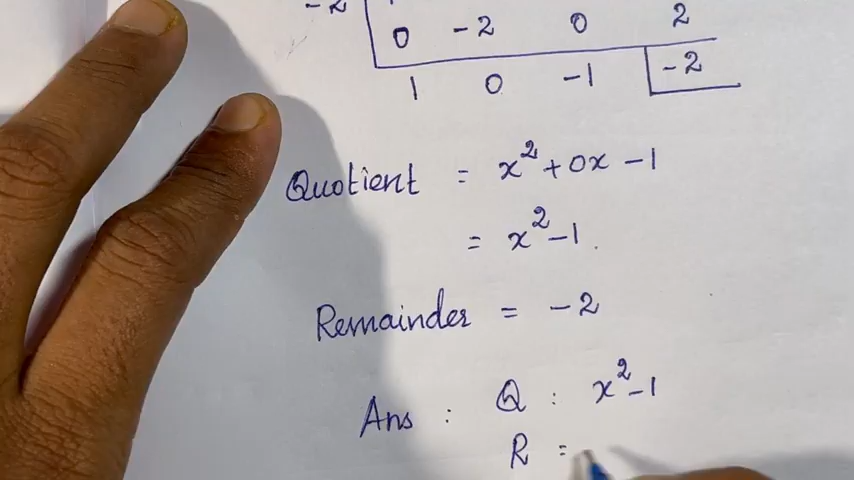 -2
0 -2 0 2
1 0 -1 -2
Quotient = x² + 0x - 1
= x² - 1.
Remainder = -2
Ans : Q : x² - 1
R =